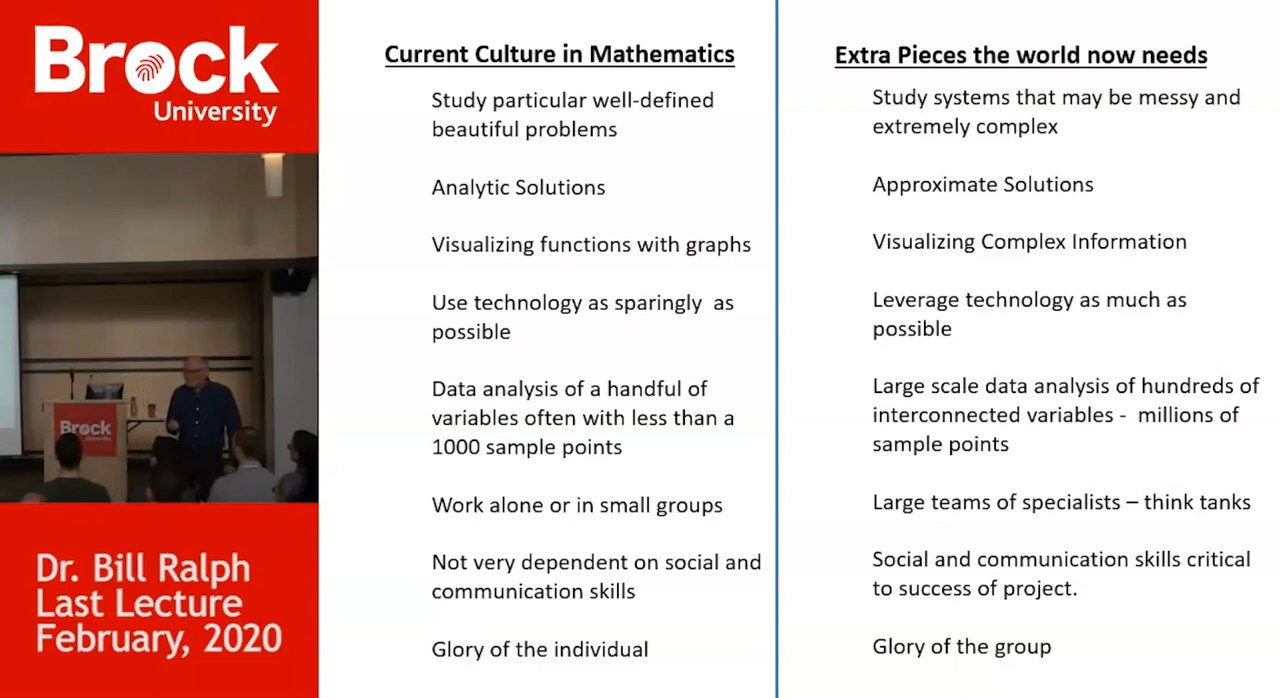 Brock
University
Brock
University
Dr. Bill Ralph
Last Lecture
February, 2020
Current Culture in Mathematics
Study particular well-defined
beautiful problems
Analytic Solutions
Visualizing functions with graphs
Use technology as sparingly  as
possible
Data analysis of a handful of
variables often with less than a
1000 sample points
Work alone or in small groups
Not very dependent on social and
communication skills
Glory of the individual
Extra Pieces the world now needs
Study systems that may be messy and
extremely complex
Approximate Solutions
Visualizing Complex Information
Leverage technology as much as
possible
Large scale data analysis of hundreds of
interconnected variables -  millions of
sample points
Large teams of specialists – think tanks
Social and communication skills critical
to success of project.
Glory of the group